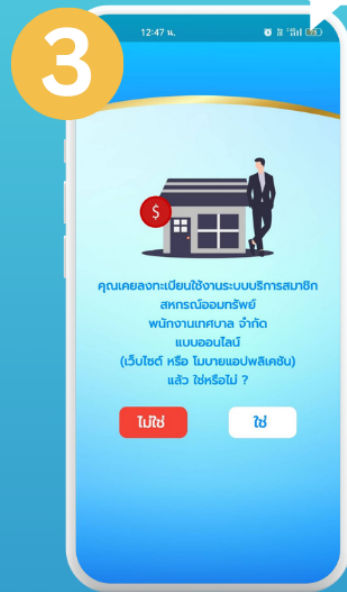 3
12:47 น.
$
คุณเคยลงทะเบียนใช้งานระบบบริการสมาชิก
สหกรณ์ออมทรัพย์
พนักงานเทศบาล จำกัด
แบบออนไลน์
(เว็บไซต์ หรือ โมบายแอปพลิเคชัน)
แล้ว ใช่หรือไม่ ?
ไม่ใช่
ใช่